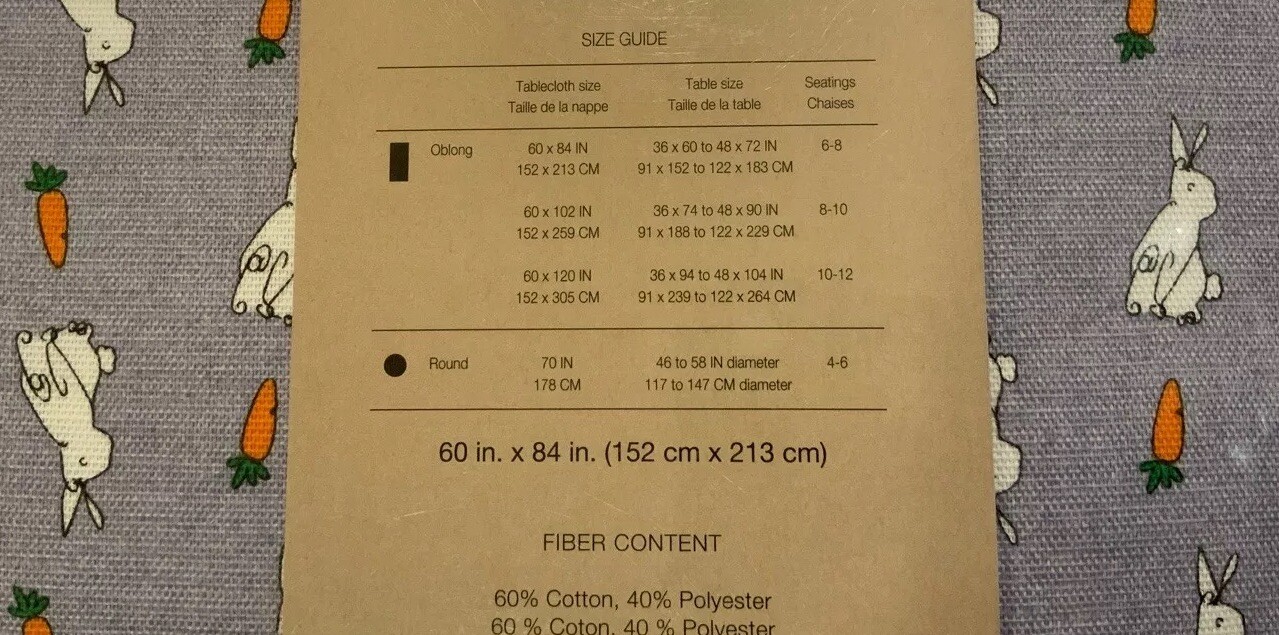 SIZE GUIDE
Tablecloth size Table size Seatings
Taille de la nappe Taille de la table Chaises
Oblong 60 x 84 IN 36 x 60 to 48 x 72 IN 6-8
152 x 213 CM 91 x 152 to 122 x 183 CM
60 x 102 IN 36 x 74 to 48 x 90 IN 8-10
152 x 259 CM 91 x 188 to 122 x 229 CM
60 x 120 IN 36 x 94 to 48 x 104 IN 10-12
152 x 305 CM 91 x 239 to 122 x 264 CM
Round 70 IN 46 to 58 IN diameter 4-6
178 CM 117 to 147 CM diameter
60 in. x 84 in. (152 cm x 213 cm)
FIBER CONTENT
60% Cotton, 40% Polyester
60 % Coton, 40 % Polyester